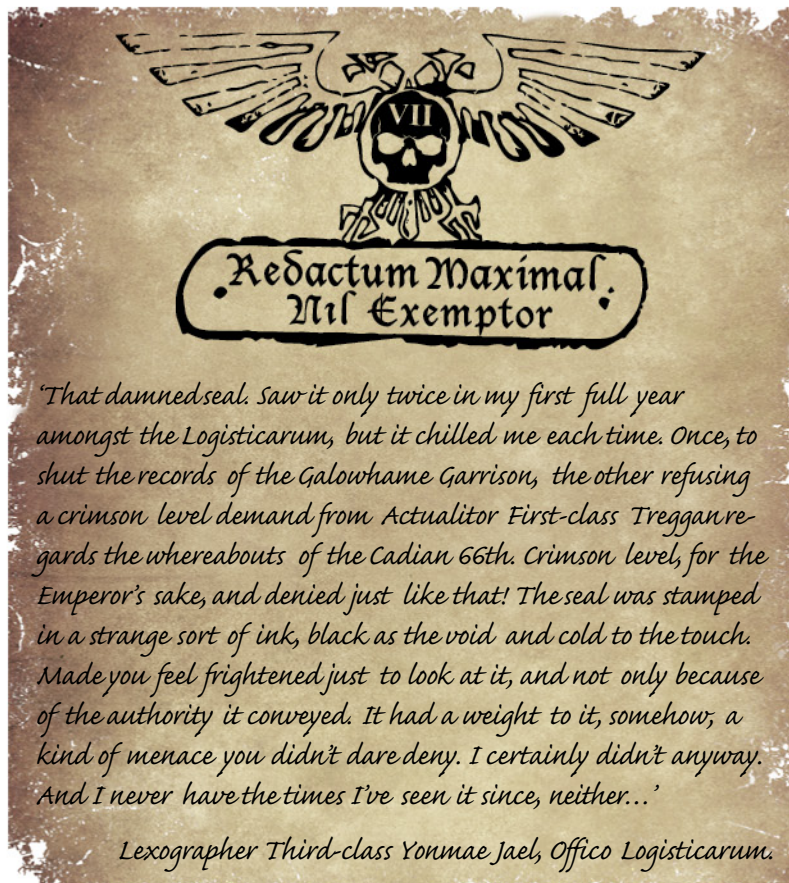 VII
Redactum Maximal
Nil Exemptor
‘That damned seal. Saw it only twice in my first full year
amongst the Logisticarum, but it chilled me each time. Once, to
shut the records of the Galowhame Garrison, the other refusing
a crimson level demand from Actualitor First-class Treggan re-
gards the whereabouts of the Cadian 66th. Crimson level, for the
Emperor’s sake, and denied just like that! The seal was stamped
in a strange sort of ink, black as the void and cold to the touch.
Made you feel frightened just to look at it, and not only because
of the authority it conveyed. It had a weight to it, somehow, a
kind of menace you didn’t dare deny. I certainly didn’t anyway.
And I never have the times I’ve seen it since, neither…’
Lexographer Third-class Yonmae Jael, Offico Logisticarum.